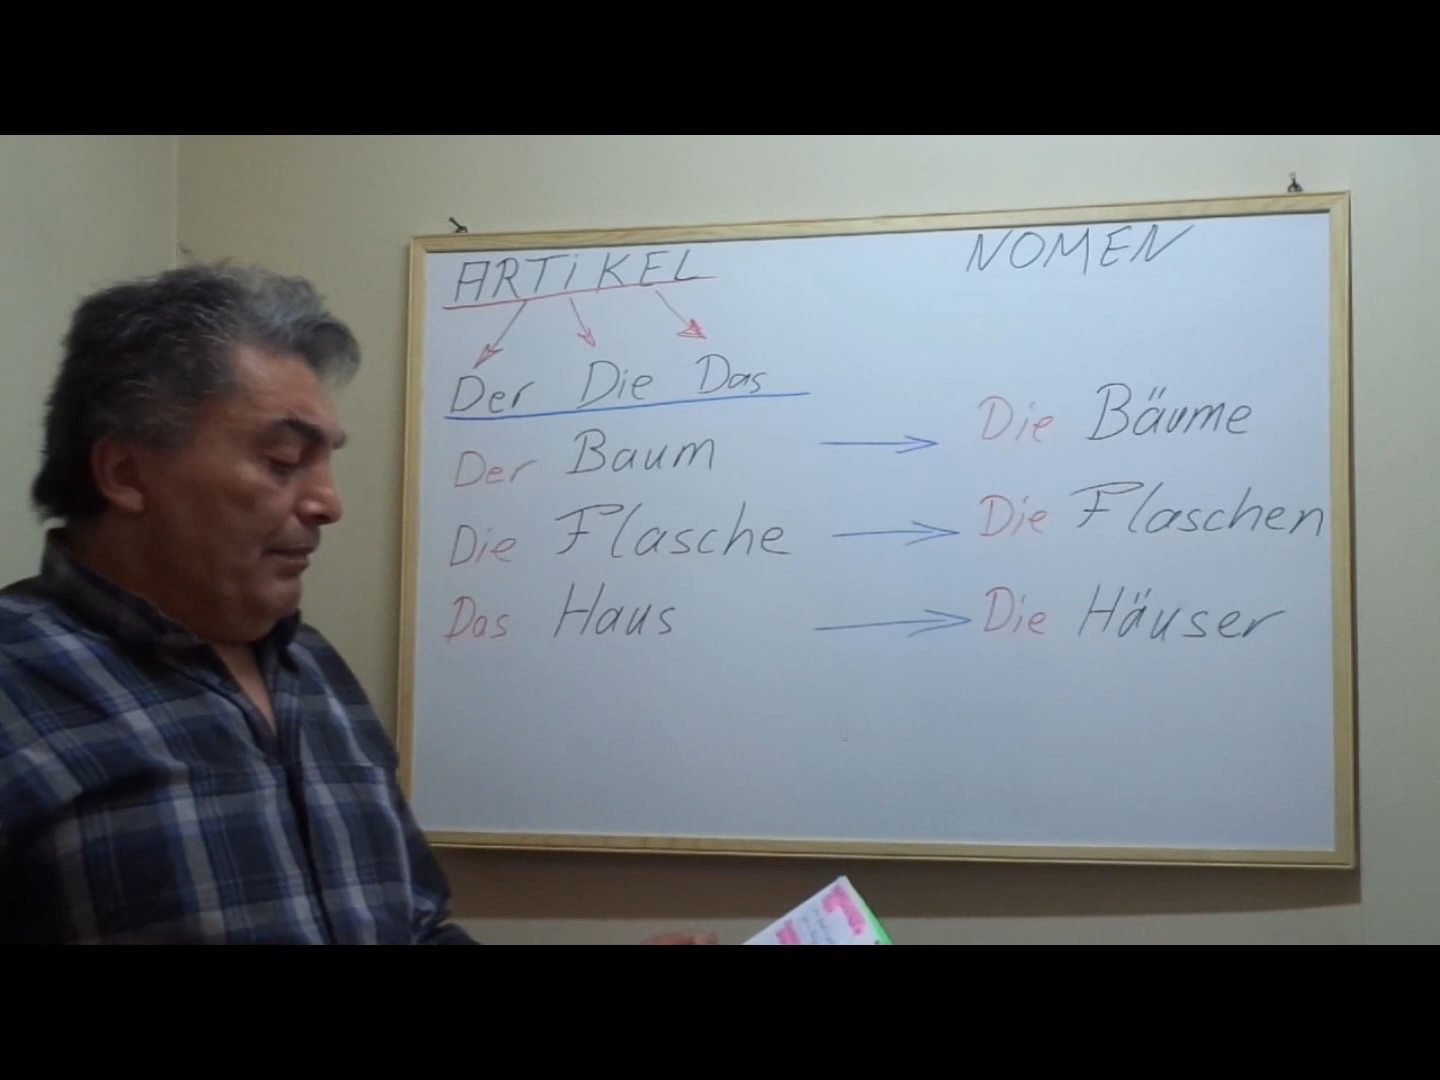 ARTiKEL NOMEN
Der Die Das
Der Baum Die Bäume
Die Flasche Die Flaschen
Das Haus Die Häuser